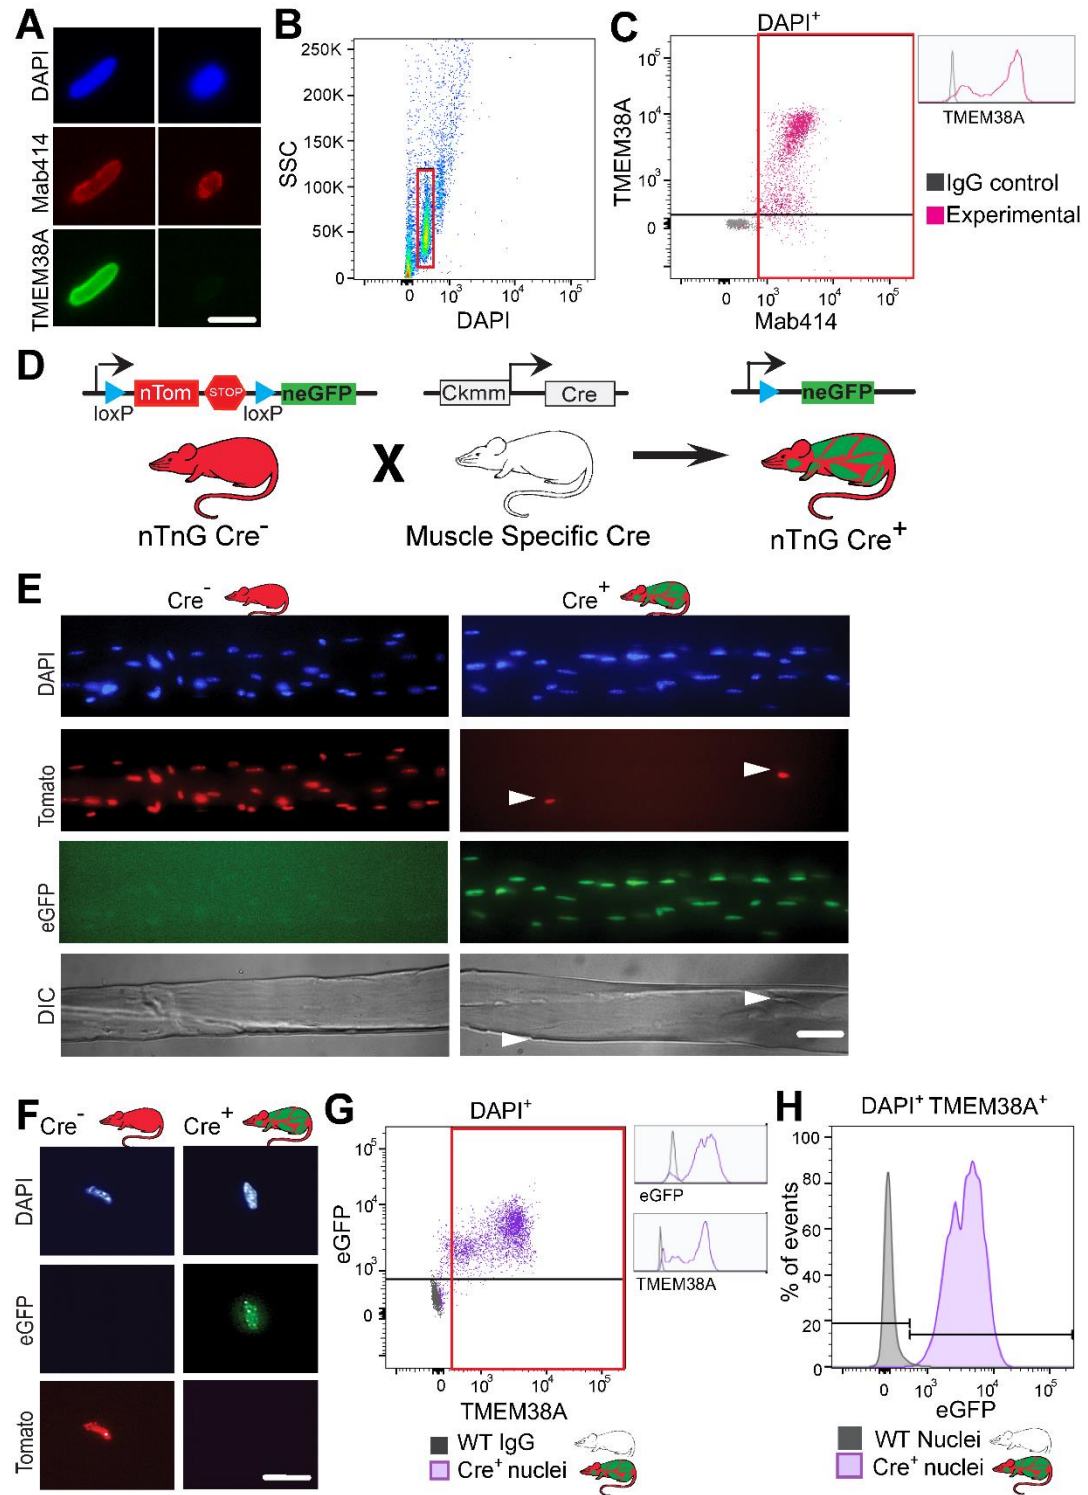 A
DAPI
Mab414
TMEM38A
B
250K
200K
150K
100K
50K
0
SSC
0 10³ 10⁴ 10⁵
DAPI
C
DAPI⁺
10⁵
10⁴
10³
0
TMEM38A
0 10³ 10⁴ 10⁵
Mab414
TMEM38A
IgG control
Experimental
D
nTom STOP neGFP
loxP loxP
nTnG Cre⁻
X
Ckmm Cre
Muscle Specific Cre
neGFP
nTnG Cre⁺
E
Cre⁻
Cre⁺
DAPI
Tomato
eGFP
DIC
F
Cre⁻
Cre⁺
DAPI
eGFP
Tomato
G
DAPI⁺
10⁵
10⁴
10³
0
eGFP
0 10³ 10⁴ 10⁵
TMEM38A
eGFP
TMEM38A
WT IgG
Cre⁺ nuclei
H
DAPI⁺ TMEM38A⁺
100
80
60
40
20
0
% of events
0 10³ 10⁴ 10⁵
eGFP
WT Nuclei
Cre⁺ nuclei